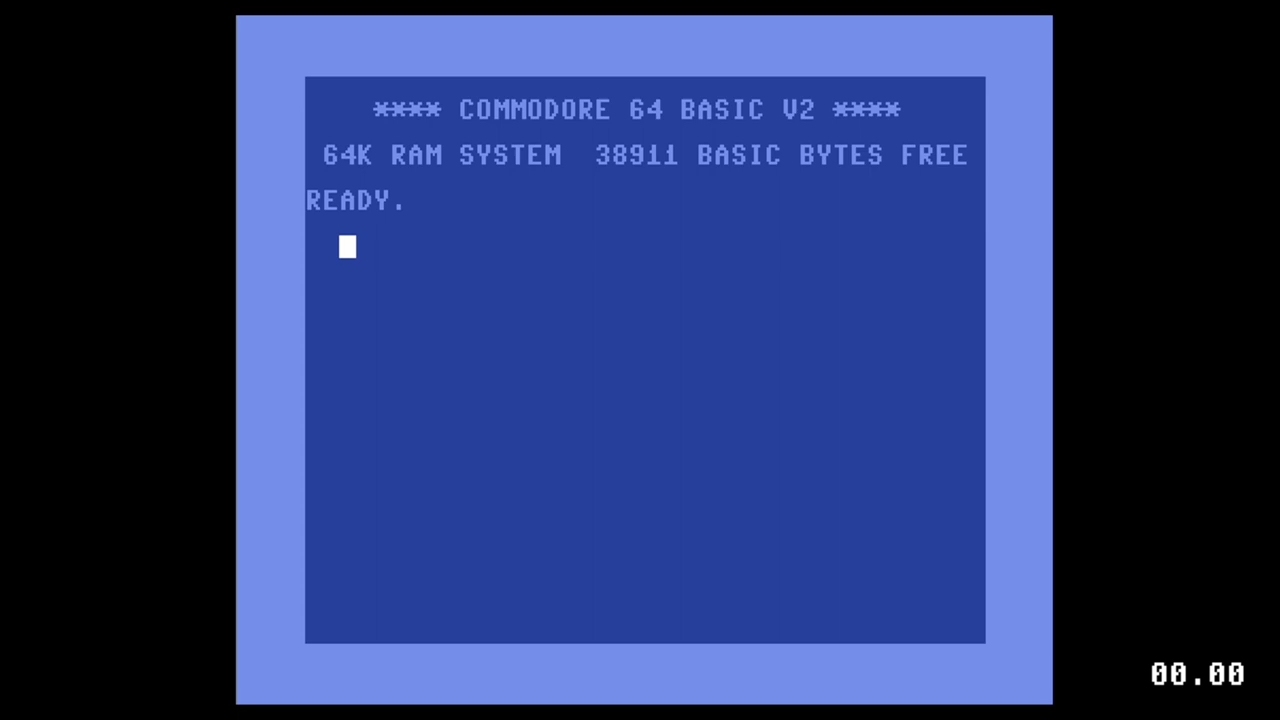 **** COMMODORE 64 BASIC V2 ****
64K RAM SYSTEM  38911 BASIC BYTES FREE
READY.
00.00